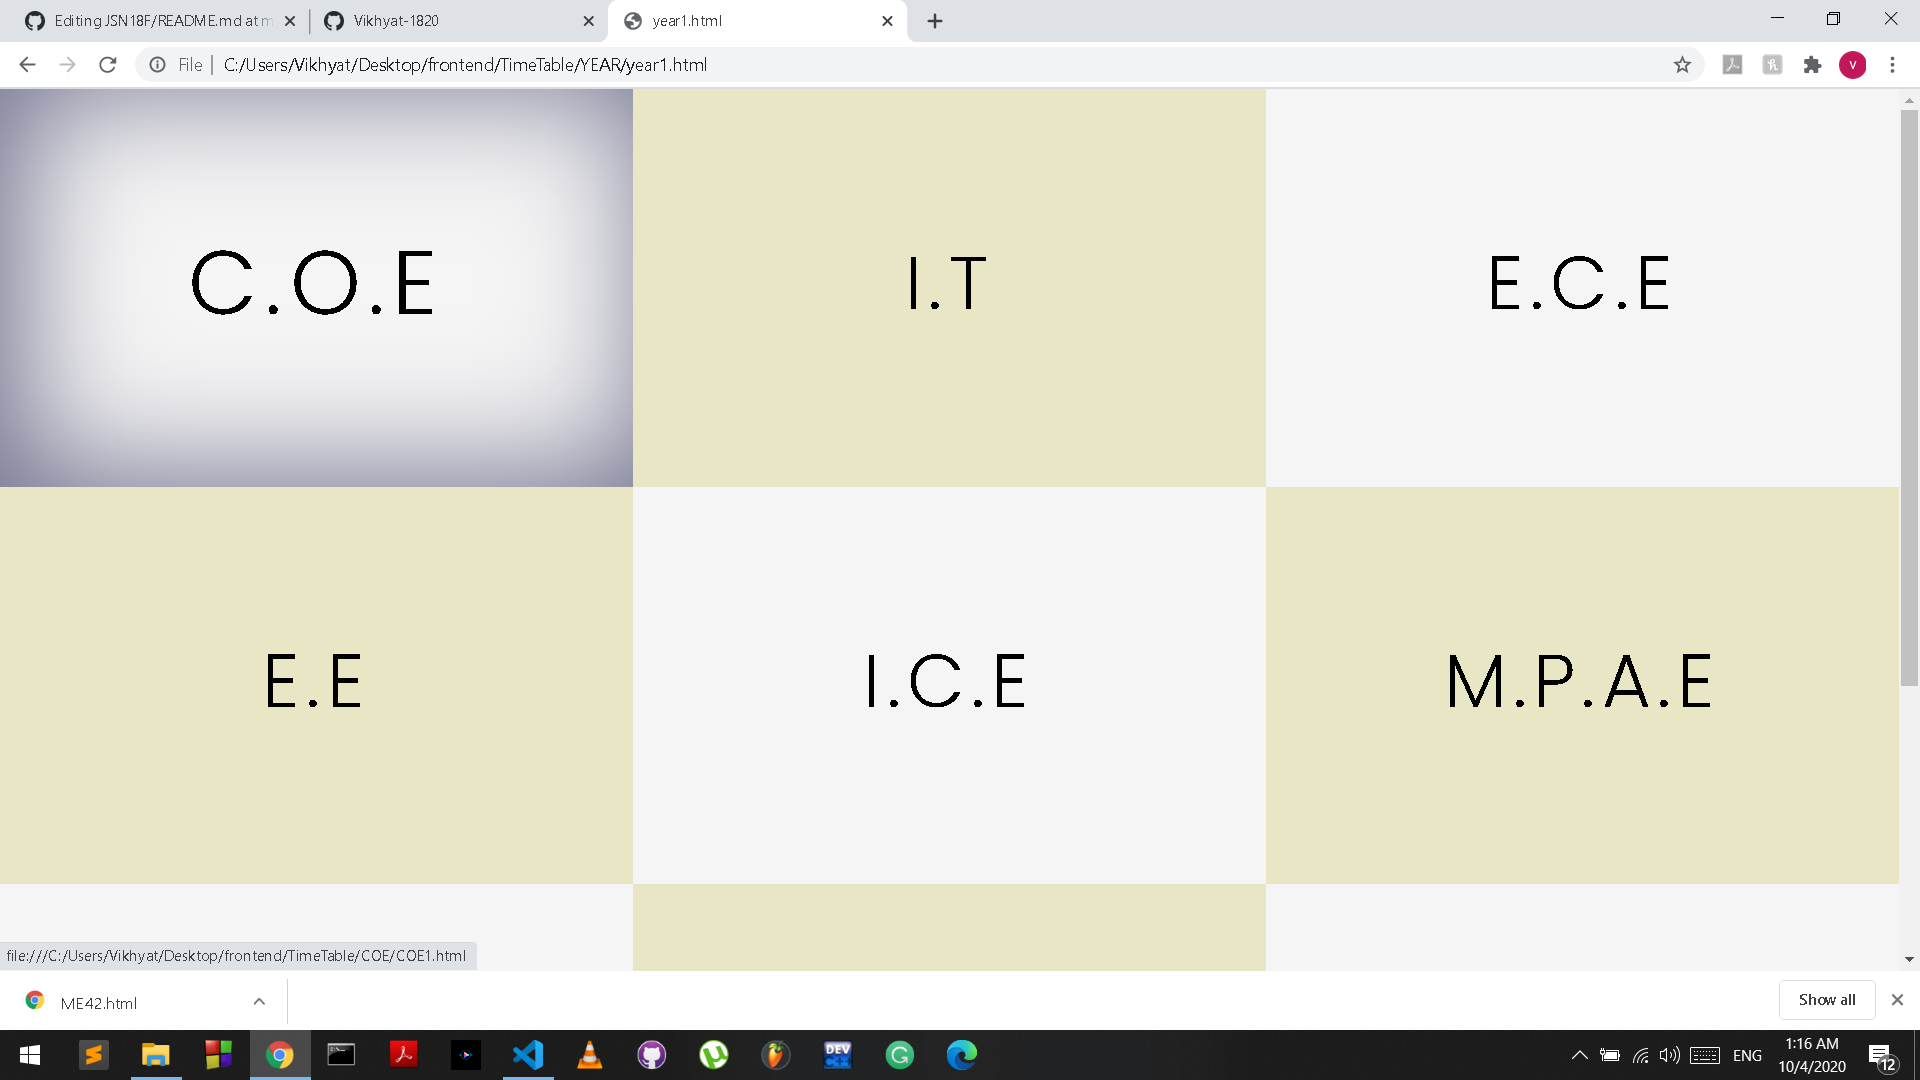 Editing JSN18F/README.md at m
Vikhyat-1820
year1.html
File
C:/Users/Vikhyat/Desktop/frontend/TimeTable/YEAR/year1.html
V
C.O.E
I.T
E.C.E
E.E
I.C.E
M.P.A.E
file:///C:/Users/Vikhyat/Desktop/frontend/TimeTable/COE/COE1.html
ME42.html
Show all
DEV
ENG
1:16 AM
10/4/2020
12